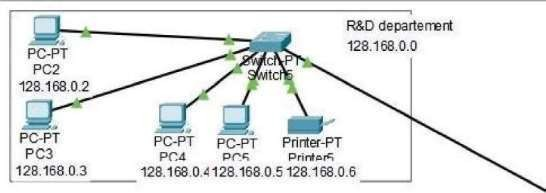 R&D departement
128.168.0.0
PC-PT
PC2
128.168.0.2
Switch-PT
Switch5
PC-PT
PC3
128.168.0.3
PC-PT
PC4
128.168.0.4
PC-PT
PC5
128.168.0.5
Printer-PT
Printer5
128.168.0.6